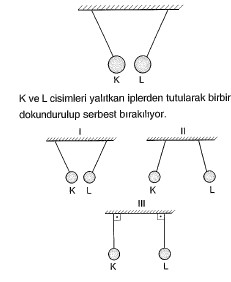 K L
K ve L cisimleri yalıtkan iplerden tutularak birbir
dokundurulup serbest bırakılıyor.
I II
K L K L
III
K L